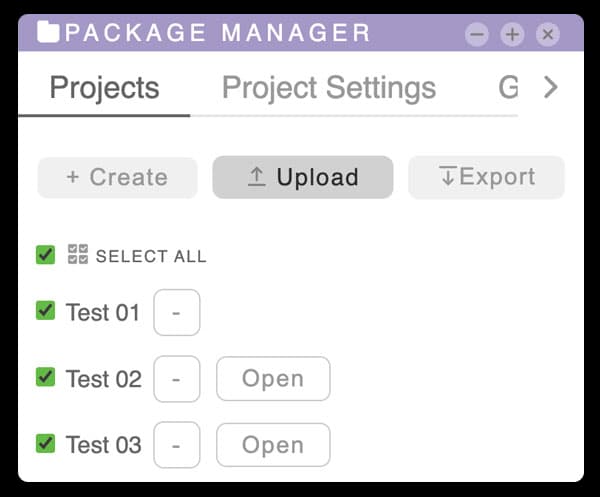 PACKAGE MANAGER
Projects Project Settings G
+ Create Upload Export
SELECT ALL
Test 01 -
Test 02 - Open
Test 03 - Open